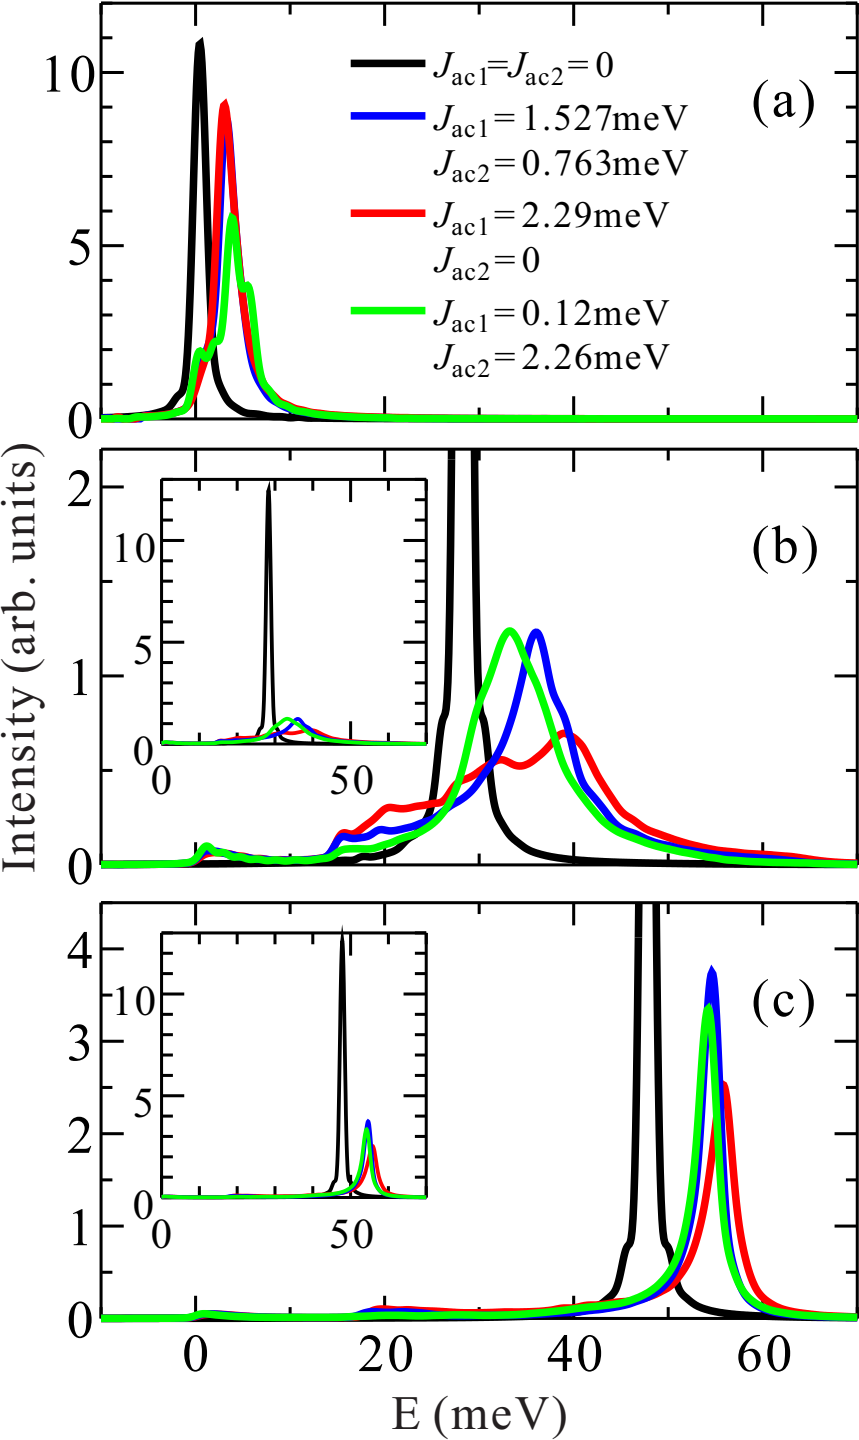 10
5
0
J_ac1=J_ac2=0
J_ac1=1.527meV
J_ac2=0.763meV
J_ac1=2.29meV
J_ac2=0
J_ac1=0.12meV
J_ac2=2.26meV
(a)
Intensity (arb. units)
2
1
0
10
5
0
0 50
(b)
4
3
2
1
0
10
5
0
0 50
(c)
0 20 40 60
E (meV)